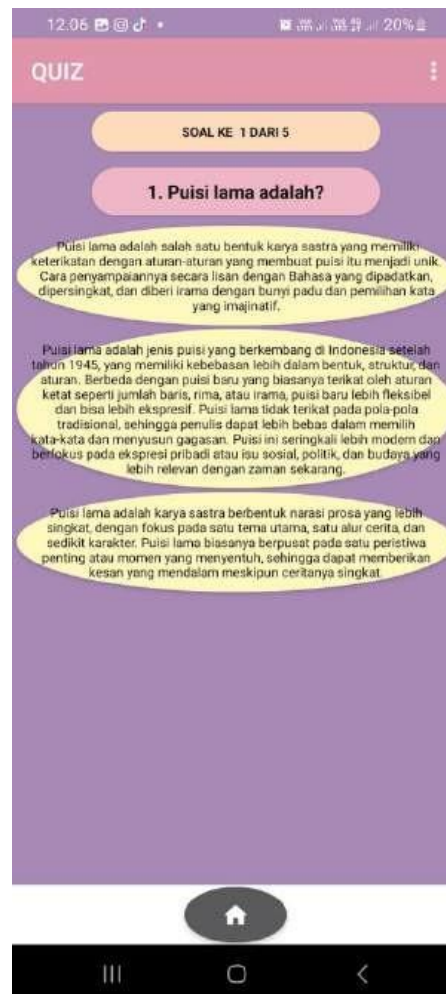 12.06
20%
QUIZ
SOAL KE 1 DARI 5
1. Puisi lama adalah?
Puisi lama adalah salah satu bentuk karya sastra yang memiliki
keterikatan dengan aturan-aturan yang membuat puisi itu menjadi unik.
Cara penyampaiannya secara lisan dengan Bahasa yang dipadatkan,
dipersingkat, dan diberi irama dengan bunyi padu dan pemilihan kata
yang imajinatif.
Puisi lama adalah jenis puisi yang berkembang di Indonesia setelah
tahun 1945, yang memiliki kebebasan lebih dalam bentuk, struktur, dan
aturan. Berbeda dengan puisi baru yang biasanya terikat oleh aturan
ketat seperti jumlah baris, rima, atau irama, puisi baru lebih fleksibel
dan bisa lebih ekspresif. Puisi lama tidak terikat pada pola-pola
tradisional, sehingga penulis dapat lebih bebas dalam memilih
kata-kata dan menyusun gagasan. Puisi ini seringkali lebih modern dan
berfokus pada ekspresi pribadi atau isu sosial, politik, dan budaya yang
lebih relevan dengan zaman sekarang.
Puisi lama adalah karya sastra berbentuk narasi prosa yang lebih
singkat, dengan fokus pada satu tema utama, satu alur cerita, dan
sedikit karakter. Puisi lama biasanya berpusat pada satu peristiwa
penting atau momen yang menyentuh, sehingga dapat memberikan
kesan yang mendalam meskipun ceritanya singkat.